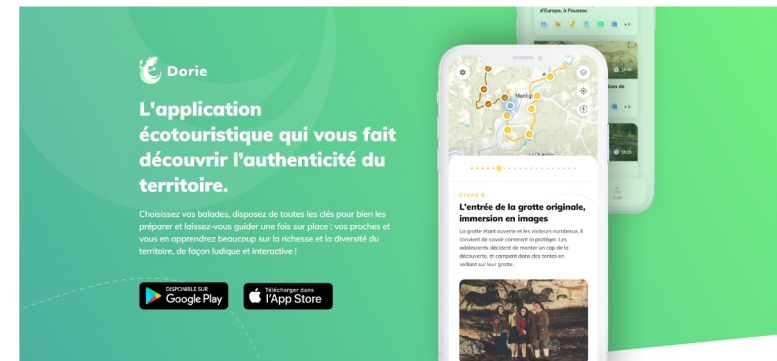 d'Europe, à Poussac
+5
Dorie
L'application
écotouristique qui vous fait
découvrir l'authenticité du
territoire.
Choisissez vos balades, disposez de toutes les clés pour bien les
préparer et laissez-vous guider une fois sur place : vos proches et
vous en apprendrez beaucoup sur la richesse et la diversité du
territoire, de façon ludique et interactive !
DISPONIBLE SUR
Google Play
Télécharger dans
l'App Store
ÉTAPE 6
L'entrée de la grotte originale,
immersion en images
La grotte étant ouverte et les visiteurs nombreux, il
convient de savoir comment la protéger. Les
adolescents décident de monter un cap de la
découverte, et campent dans des tentes en
veillant sur leur grotte.